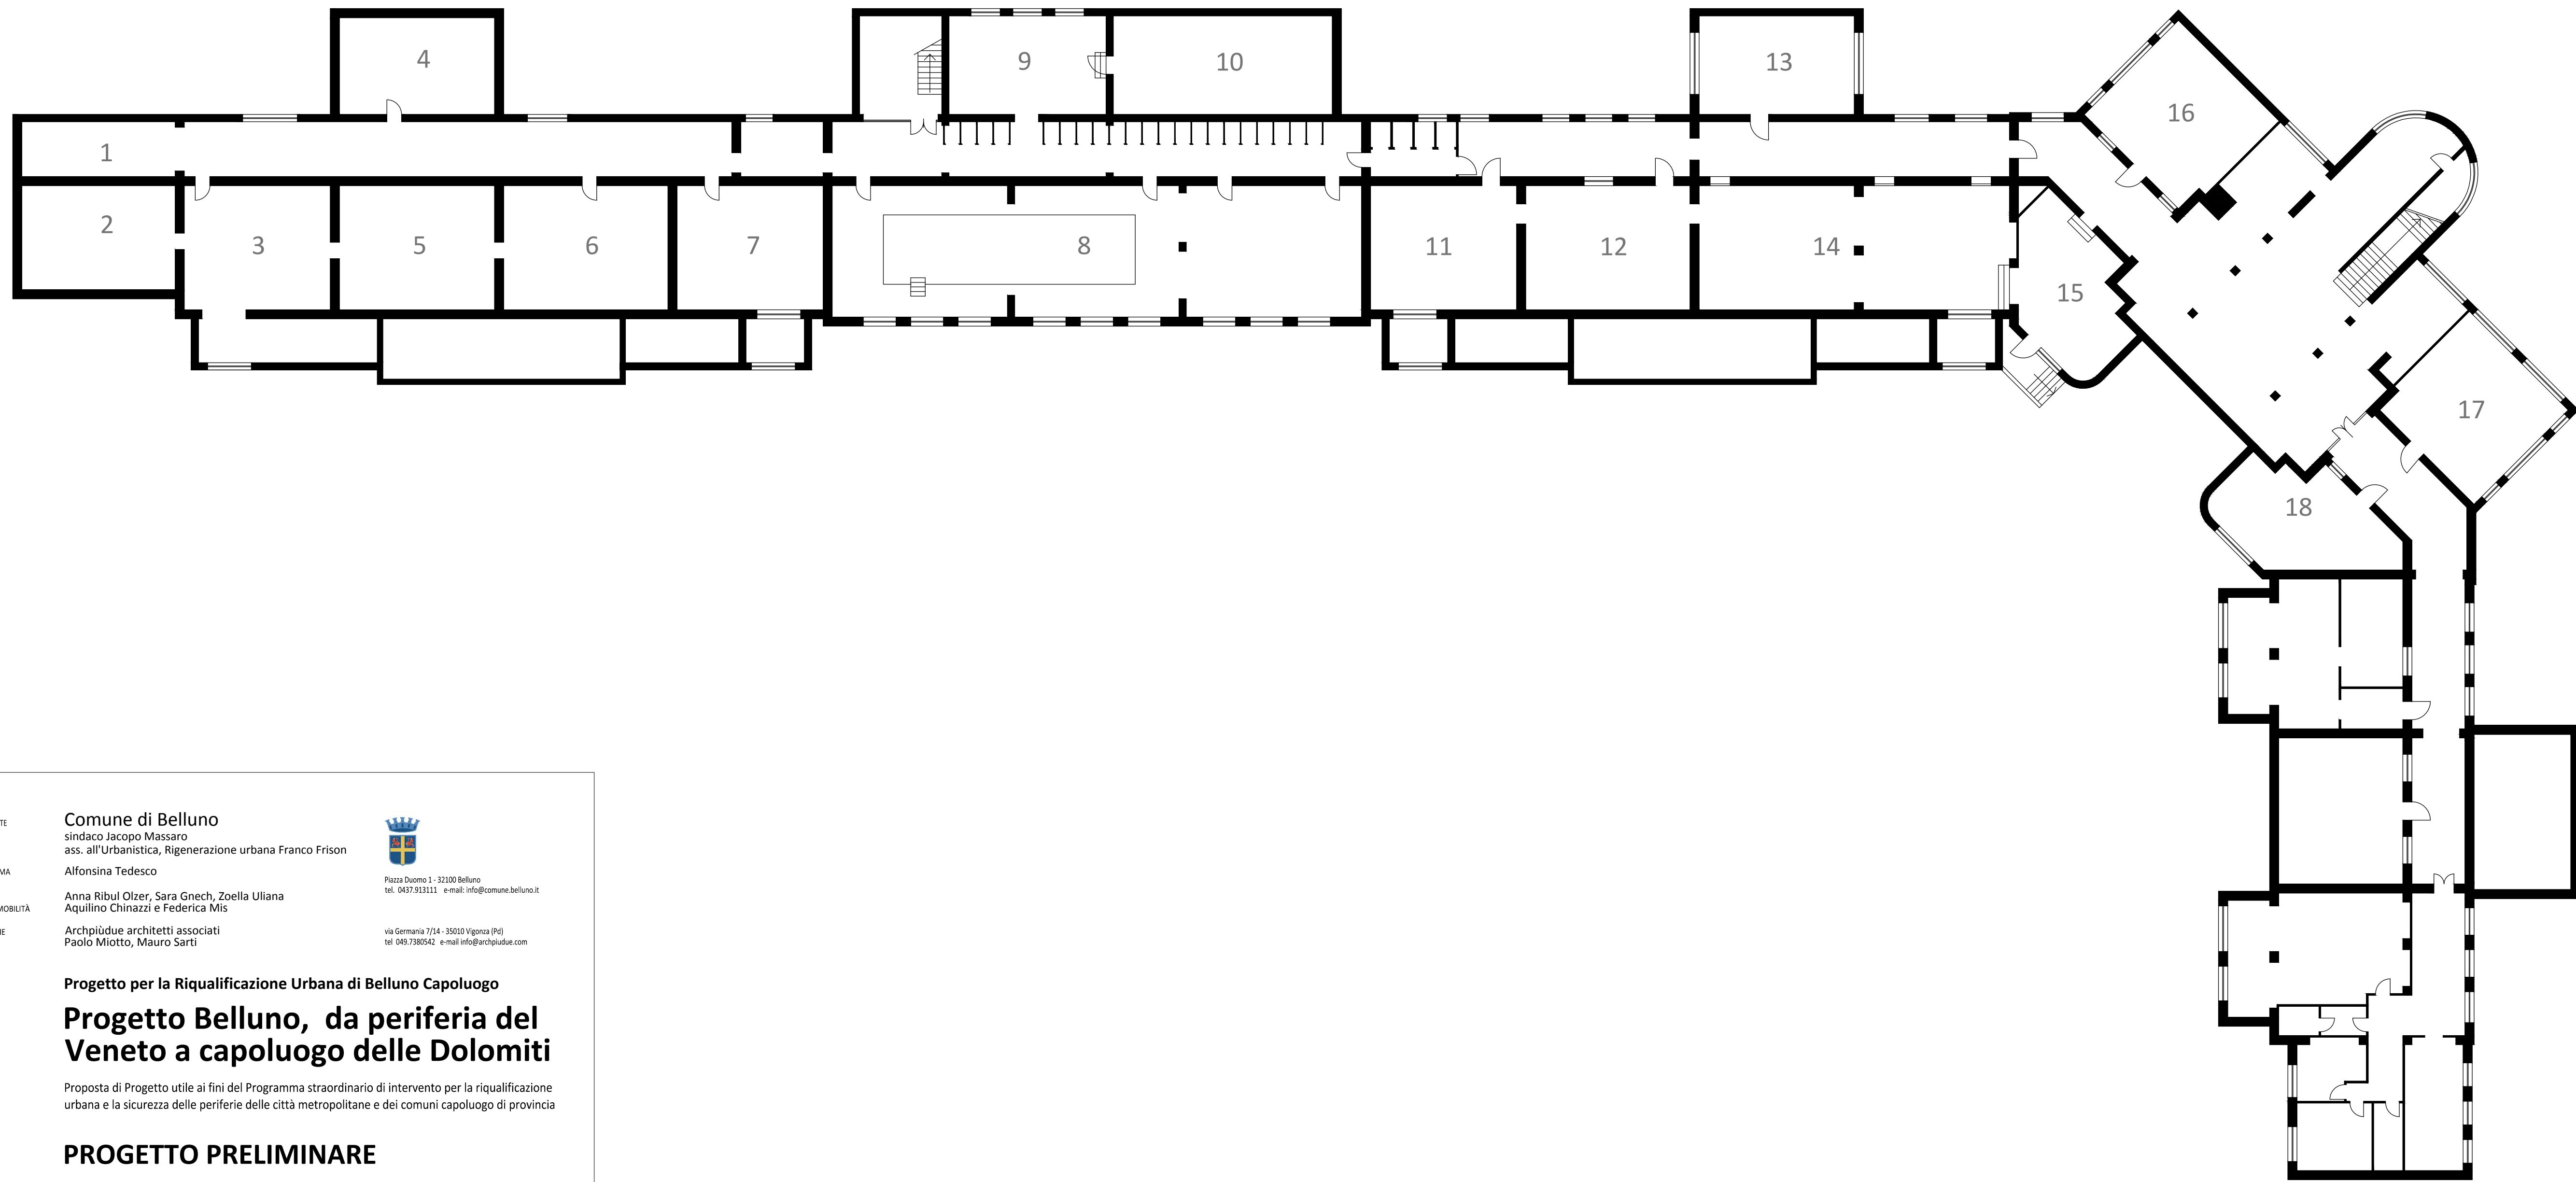 4
9
10
13
16
1
2
3
5
6
7
8
11
12
14
15
17
18
TE
Comune di Belluno
sindaco Jacopo Massaro
ass. all'Urbanistica, Rigenerazione urbana Franco Frison
MA
Alfonsina Tedesco
Piazza Duomo 1 - 32100 Belluno
tel. 0437.913111 e-mail: info@comune.belluno.it
Anna Ribul Olzer, Sara Gnech, Zoella Uliana
MOBILITÀ
Aquilino Chinazzi e Federica Mis
Archpiùdue architetti associati
Paolo Miotto, Mauro Sarti
via Germania 7/14 - 35010 Vigonza (Pd)
tel 049.7380542 e-mail info@archpiudue.com
Progetto per la Riqualificazione Urbana di Belluno Capoluogo
Progetto Belluno, da periferia del
Veneto a capoluogo delle Dolomiti
Proposta di Progetto utile ai fini del Programma straordinario di intervento per la riqualificazione
urbana e la sicurezza delle periferie delle città metropolitane e dei comuni capoluogo di provincia
PROGETTO PRELIMINARE